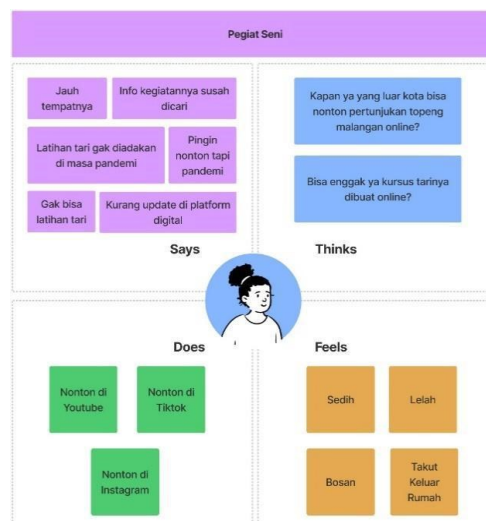 Pegiat Seni
Jauh
tempatnya
Info kegiatannya susah
dicari
Latihan tari gak diadakan
di masa pandemi
Pingin
nonton tapi
pandemi
Gak bisa
latihan tari
Kurang update di platform
digital
Says
Kapan ya yang luar kota bisa
nonton pertunjukan topeng
malangan online?
Bisa enggak ya kursus tarinya
dibuat online?
Thinks
Does
Nonton di
Youtube
Nonton di
Tiktok
Nonton di
Instagram
Feels
Sedih
Lelah
Bosan
Takut
Keluar
Rumah